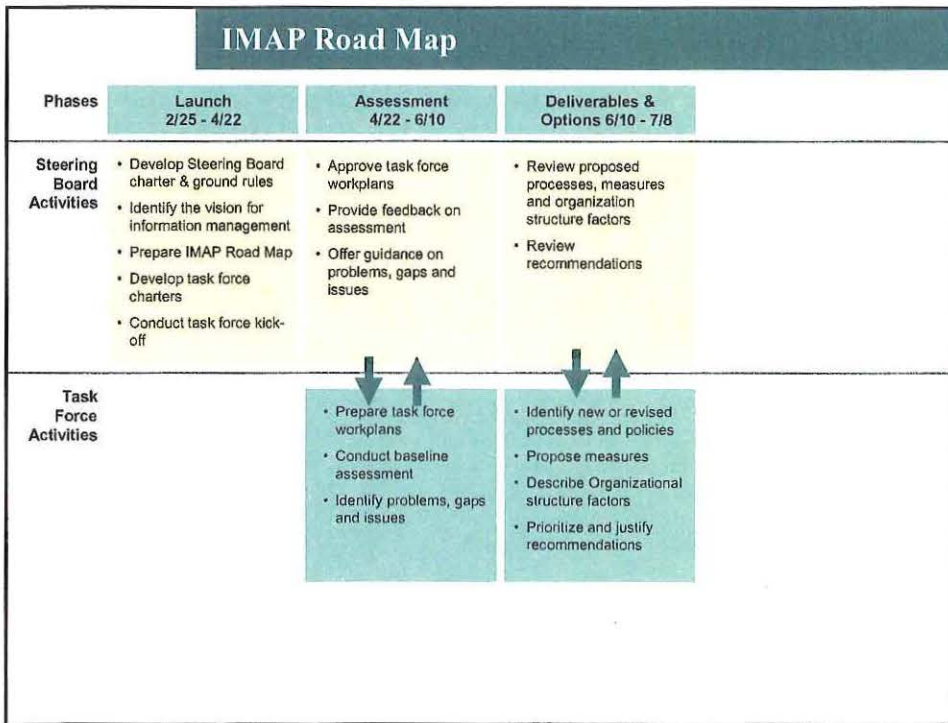 IMAP Road Map
Phases
Launch
2/25 - 4/22
Assessment
4/22 - 6/10
Deliverables &
Options 6/10 - 7/8
Steering
Board
Activities
• Develop Steering Board
charter & ground rules
• Identify the vision for
information management
• Prepare IMAP Road Map
• Develop task force
charters
• Conduct task force kick-
off
• Approve task force
workplans
• Provide feedback on
assessment
• Offer guidance on
problems, gaps and
issues
• Review proposed
processes, measures
and organization
structure factors
• Review
recommendations
Task
Force
Activities
• Prepare task force
workplans
• Conduct baseline
assessment
• Identify problems, gaps
and issues
• Identify new or revised
processes and policies
• Propose measures
• Describe Organizational
structure factors
• Prioritize and justify
recommendations